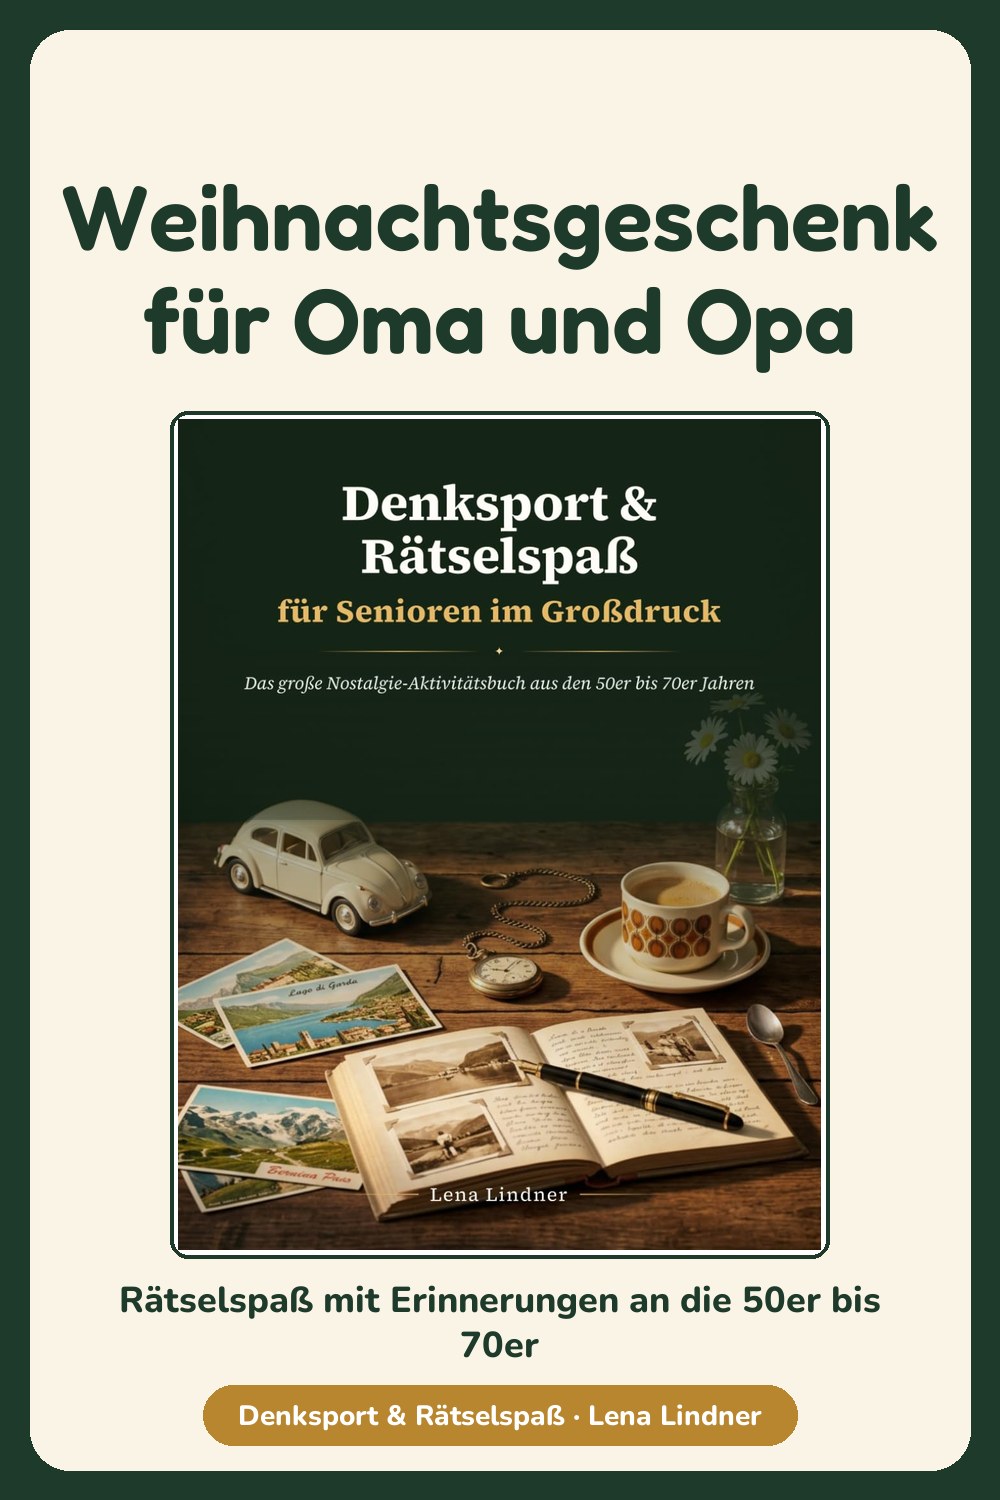 Weihnachtsgeschenk
für Oma und Opa
Denksport &
Rätselspaß
für Senioren im Großdruck
Das große Nostalgie-Aktivitätsbuch aus den 50er bis 70er Jahren
Lago di Garda
Bernina Pass
Lena Lindner
Rätselspaß mit Erinnerungen an die 50er bis
70er
Denksport & Rätselspaß · Lena Lindner